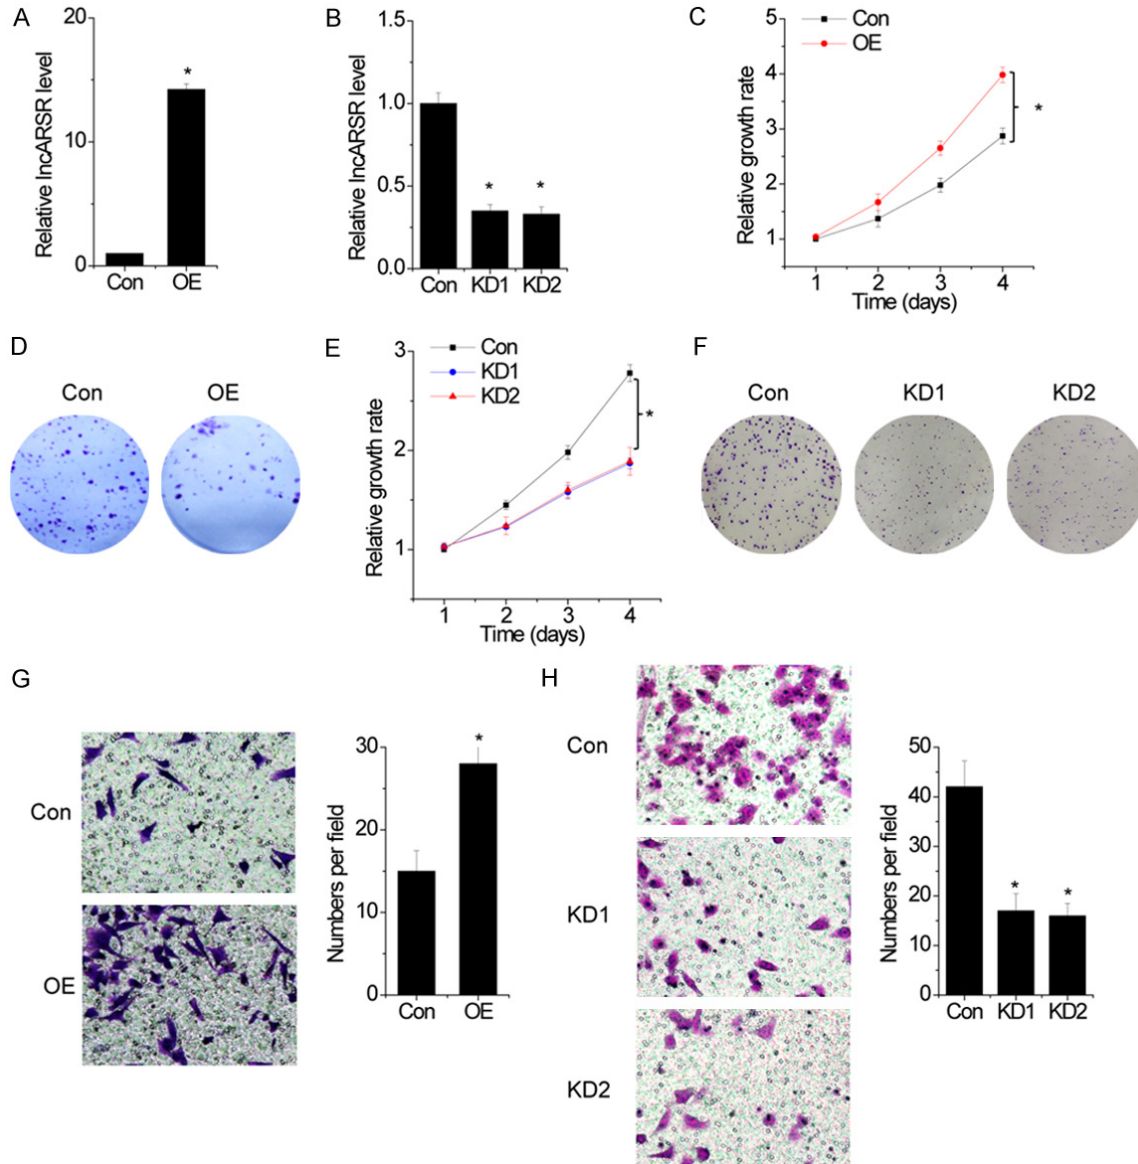 A
Relative lncARSR level
20
10
0
*
Con OE
B
Relative lncARSR level
1.5
1.0
0.5
0.0
* *
Con KD1 KD2
C
Con
OE
Relative growth rate
5
4
3
2
1
*
1 2 3 4
Time (days)
D
Con OE
E
Con
KD1
KD2
Relative growth rate
3
2
1
*
1 2 3 4
Time (days)
F
Con KD1 KD2
G
Con
OE
Numbers per field
30
20
10
0
*
Con OE
H
Con
KD1
KD2
Numbers per field
50
40
30
20
10
0
* *
Con KD1 KD2